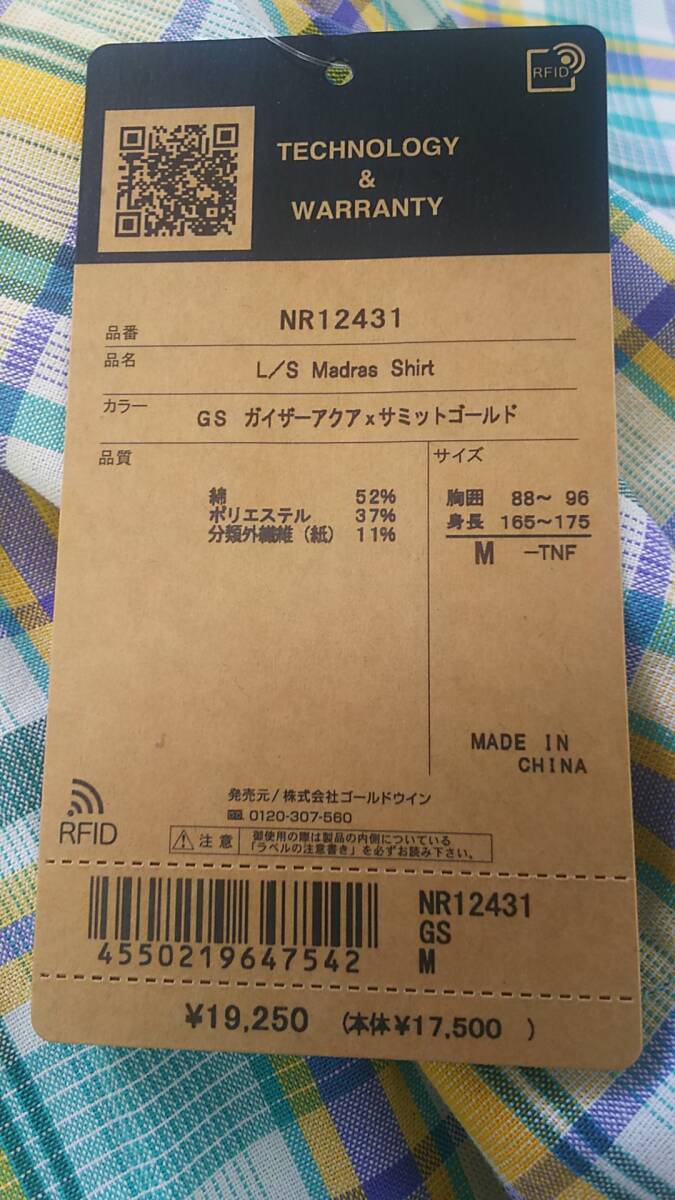 RFID
TECHNOLOGY
&
WARRANTY
品番 NR12431
品名 L/S Madras Shirt
カラー GS ガイザーアクアxサミットゴールド
品質
綿 52%
ポリエステル 37%
分類外繊維(紙) 11%
サイズ
胸囲 88~ 96
身長 165~175
M -TNF
MADE IN
CHINA
RFID
発売元/株式会社ゴールドウイン
0120-307-560
注意
御使用の際は製品の内側についている
「ラベルの注意書き」を必ずお読み下さい。
4550219647542
NR12431
GS
M
¥19,250 (本体¥17,500 )